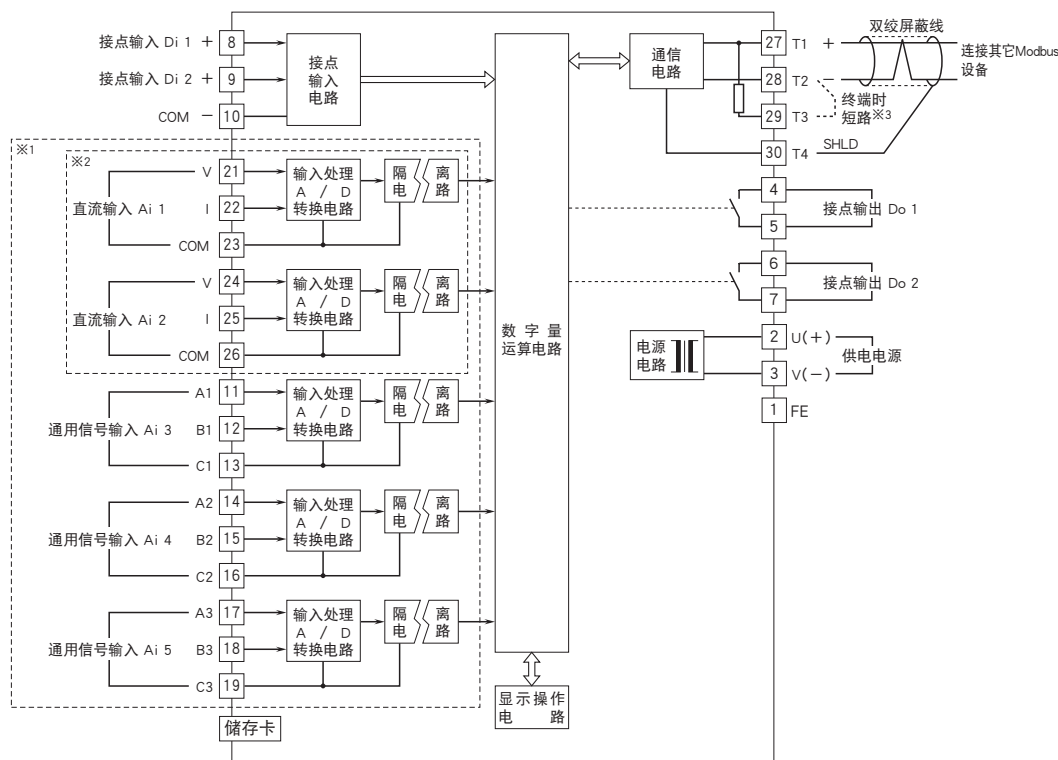 接点输入 Di 1 + 8
接点输入 Di 2 + 9
COM − 10
接点
输入
电路
※1
※2
直流输入 Ai 1
V 21
I 22
COM 23
输入处理
A / D
转换电路
隔 离
电 路
直流输入 Ai 2
V 24
I 25
COM 26
输入处理
A / D
转换电路
隔 离
电 路
通用信号输入 Ai 3
A1 11
B1 12
C1 13
输入处理
A / D
转换电路
隔 离
电 路
通用信号输入 Ai 4
A2 14
B2 15
C2 16
输入处理
A / D
转换电路
隔 离
电 路
通用信号输入 Ai 5
A3 17
B3 18
C3 19
输入处理
A / D
转换电路
隔 离
电 路
储存卡
数 字 量
运算电路
显示操作
电 路
通信
电路
27 T1 +
28 T2 −
29 T3
30 T4 SHLD
双绞屏蔽线
连接其它Modbus
设备
终端时
短路※3
4
5
接点输出 Do 1
6
7
接点输出 Do 2
电源
电路
2 U(+)
3 V(−)
供电电源
1 FE